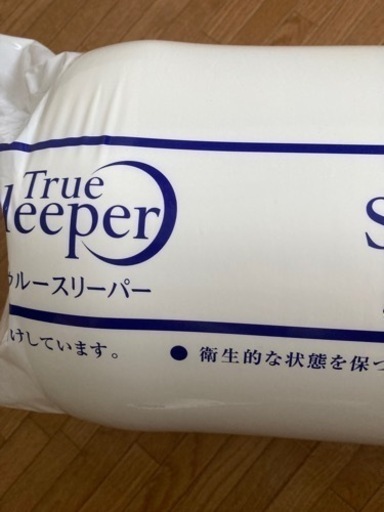 True
leeper
S
ゥルースリーパー
けしています。
● 衛生的な状態を保つ